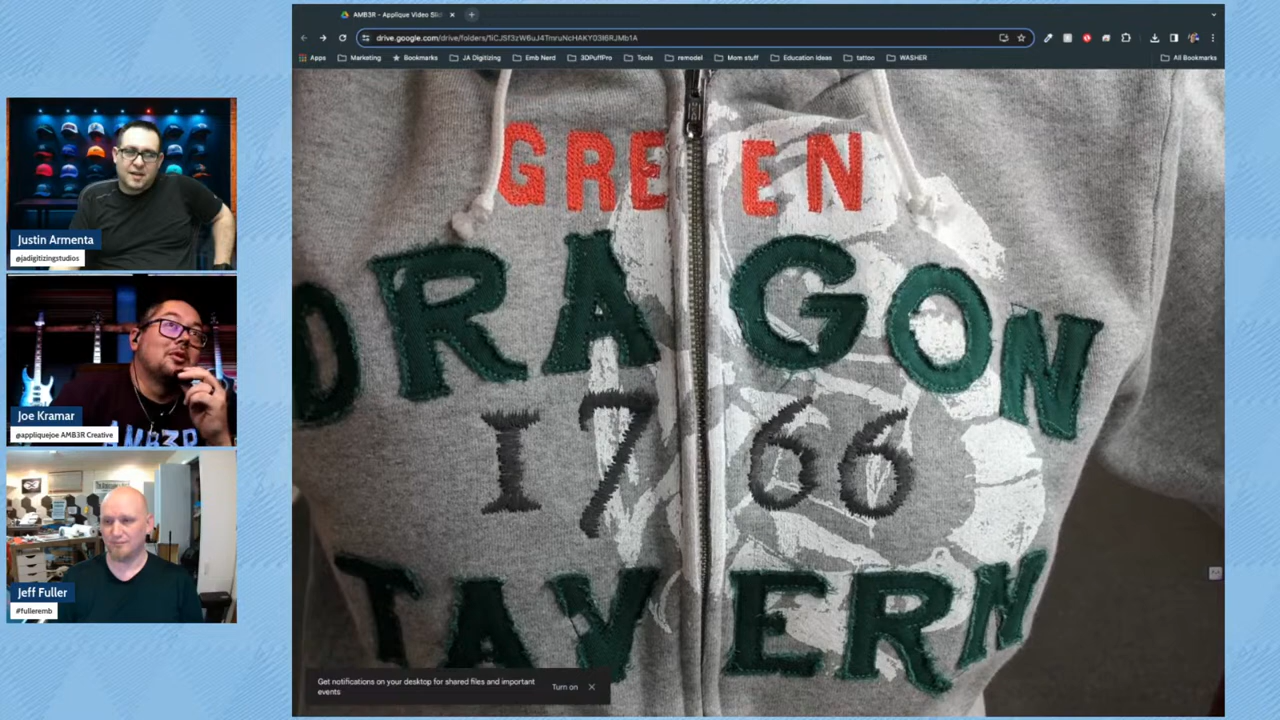 AMB3R - Applique Video Slid
drive.google.com/drive/folders/1iCJSf3zW6uJ4TmruNcHAKY03I6RJMb1A
Apps Marketing Bookmarks JA Digitizing Emb Nerd 3DPuffPro Tools remodel Mom stuff Education Ideas tattoo WASHER All Bookmarks
Justin Armenta
@jadigitizingstudios
AMB3R
Joe Kramar
@appliquejoe AMB3R Creative
Jeff Fuller
#fulleremb
GREEN
DRAGON
1766
TAVERN
Get notifications on your desktop for shared files and important
events
Turn on